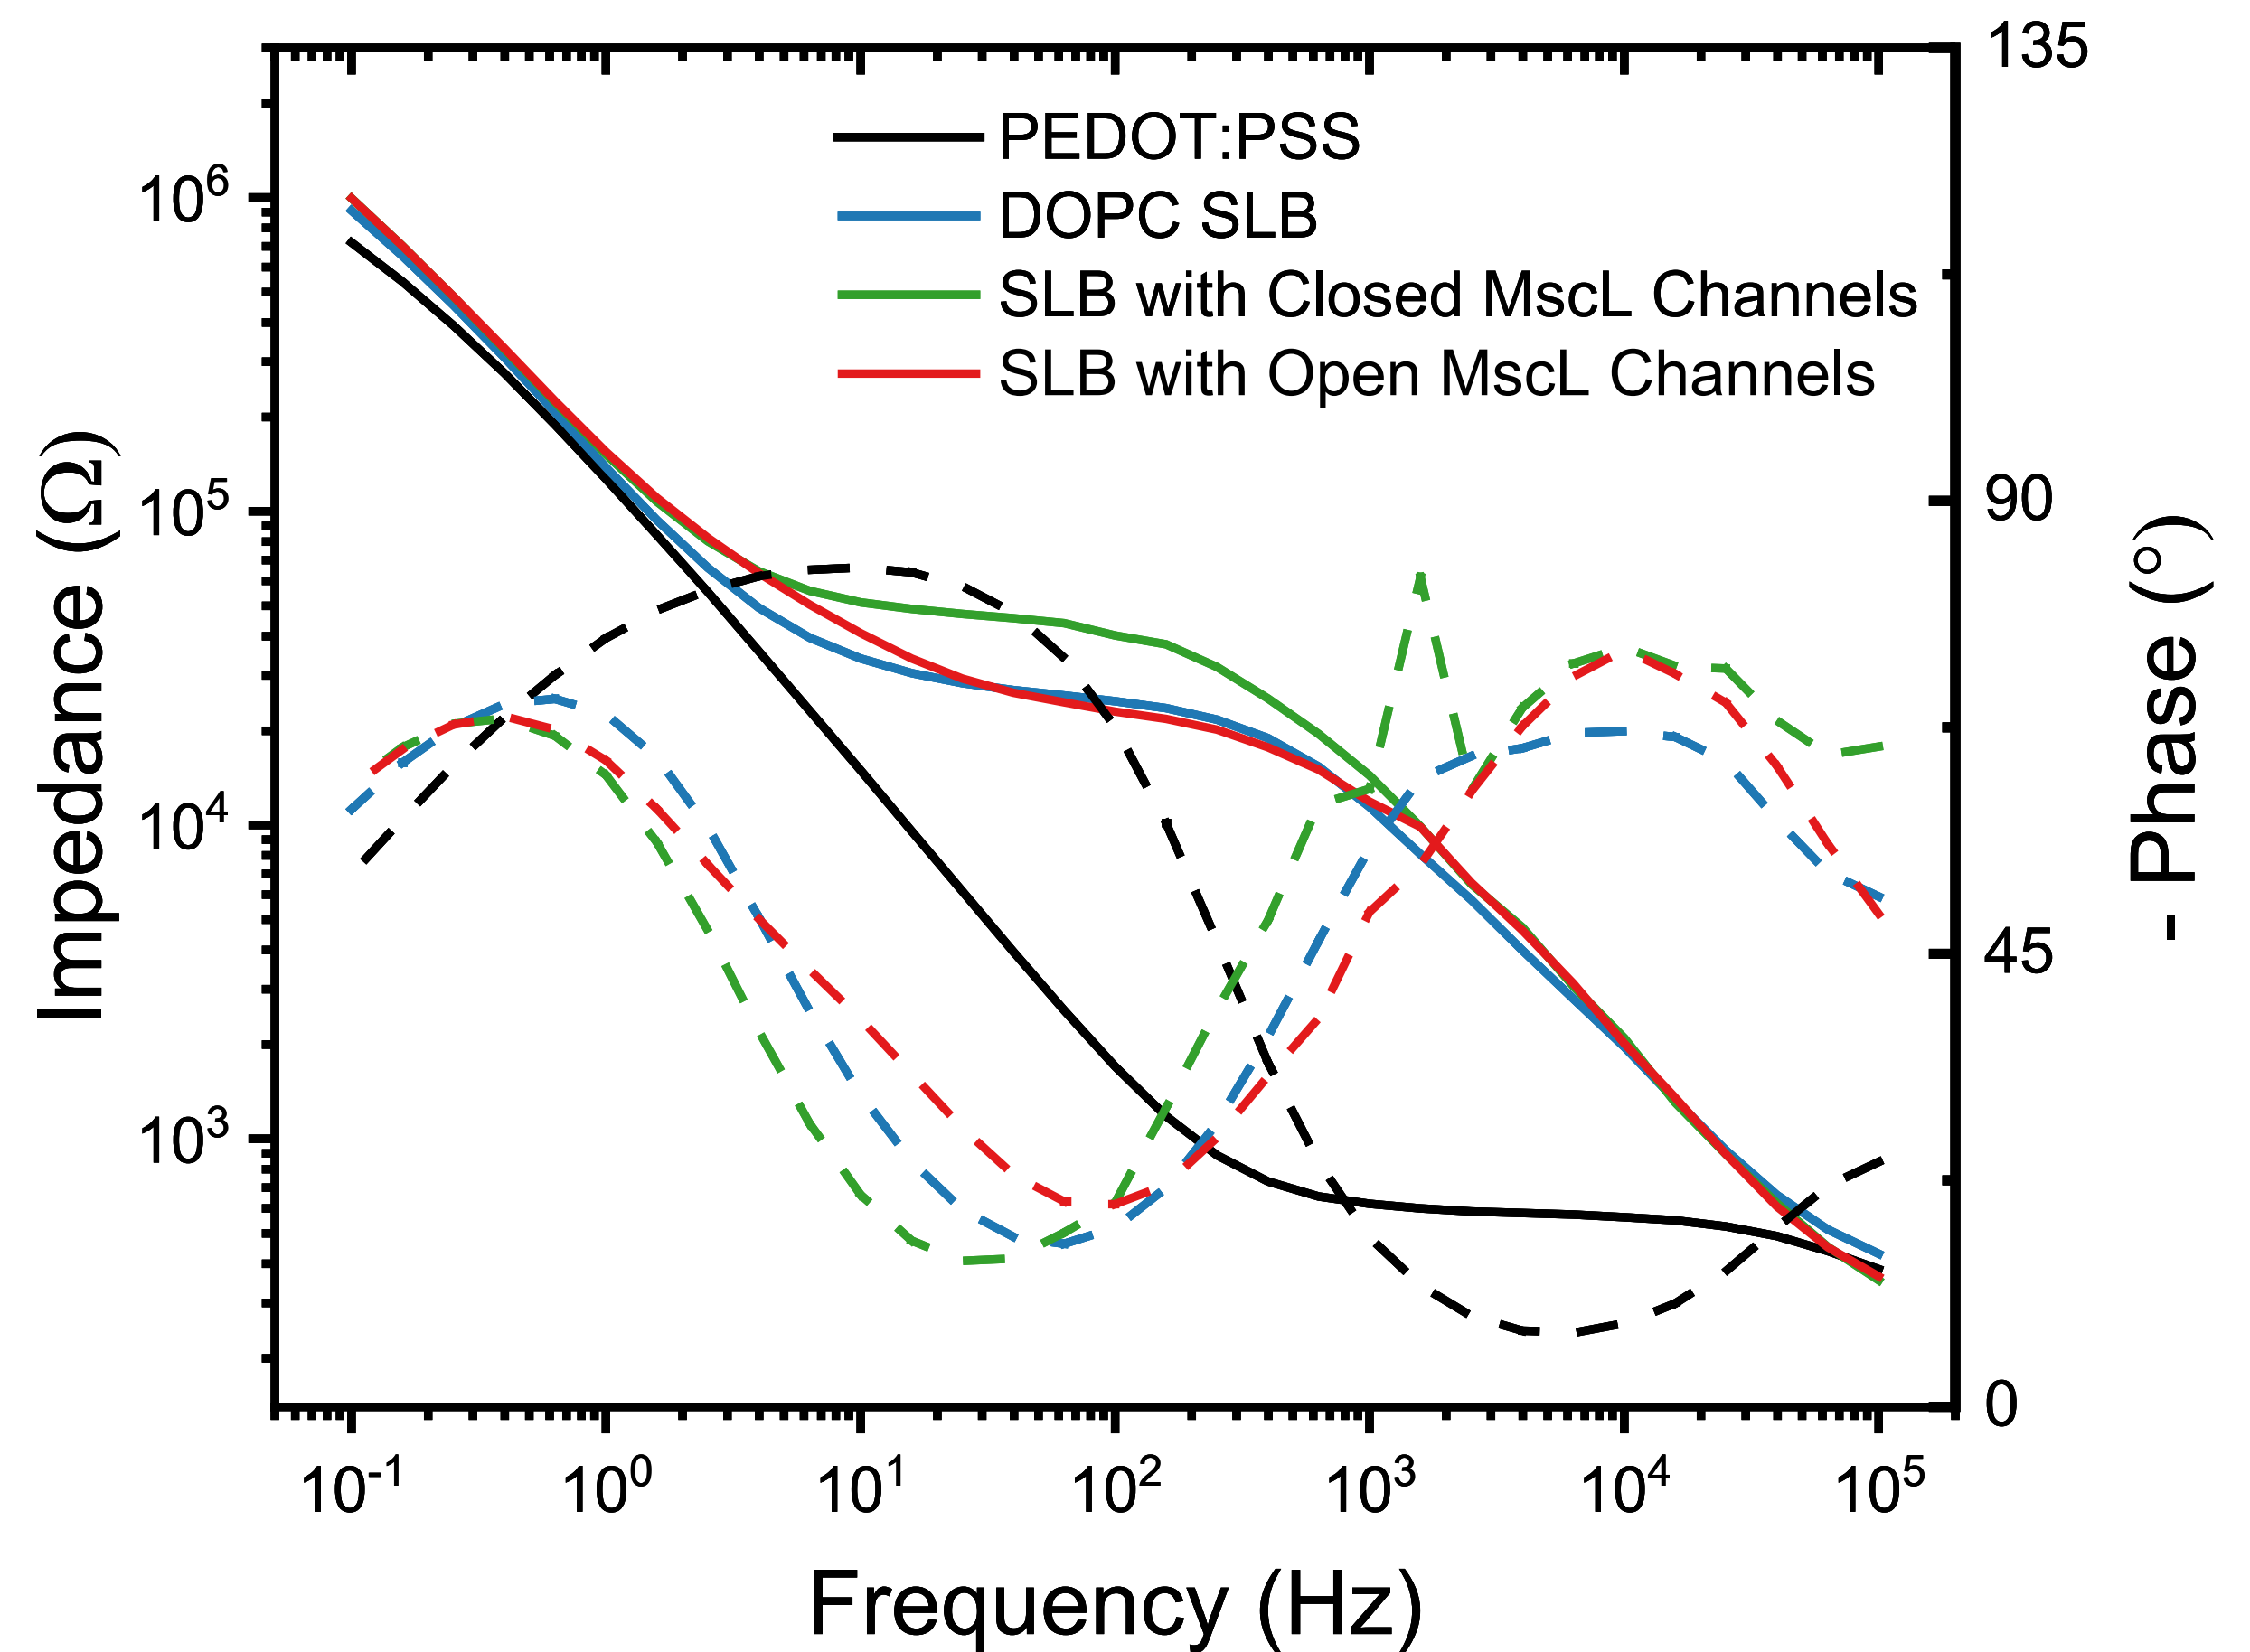 PEDOT:PSS
DOPC SLB
SLB with Closed MscL Channels
SLB with Open MscL Channels
Impedance (Ω)
10⁶
10⁵
10⁴
10³
135
90
45
0
- Phase (°)
10⁻¹ 10⁰ 10¹ 10² 10³ 10⁴ 10⁵
Frequency (Hz)